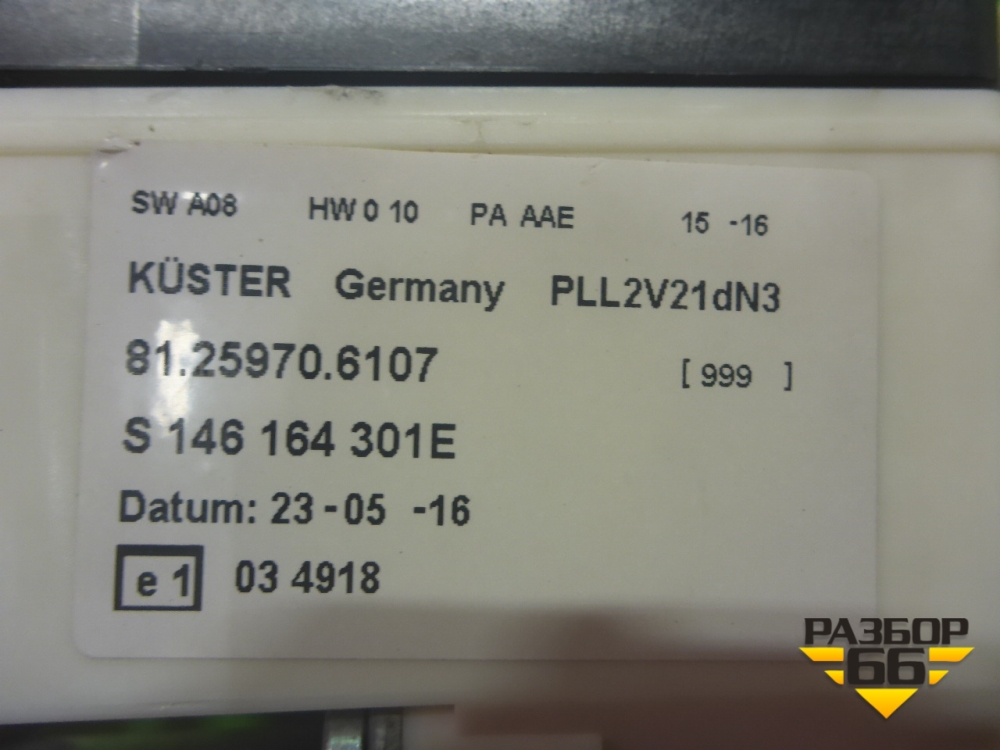 SW A08 HW 0 10 PA AAE 15 -16
KÜSTER Germany PLL2V21dN3
81.25970.6107 [ 999 ]
S 146 164 301E
Datum: 23-05 -16
e 1 03 4918
РАЗБОР
66